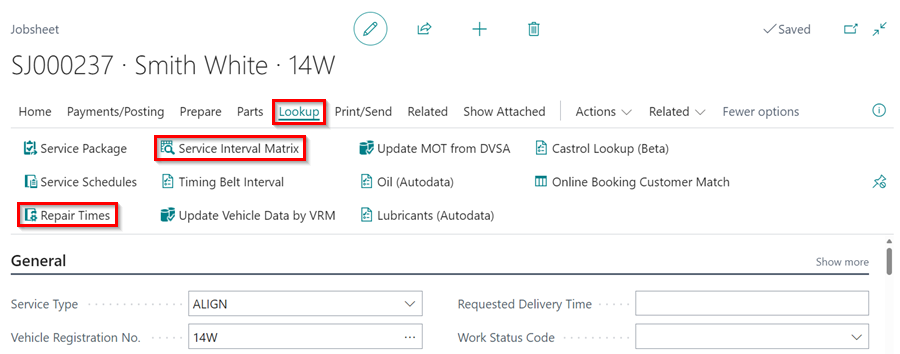 Jobsheet
Saved
SJ000237 · Smith White · 14W
Home Payments/Posting Prepare Parts Lookup Print/Send Related Show Attached Actions Related Fewer options
Service Package Service Interval Matrix Update MOT from DVSA Castrol Lookup (Beta)
Service Schedules Timing Belt Interval Oil (Autodata) Online Booking Customer Match
Repair Times Update Vehicle Data by VRM Lubricants (Autodata)
General Show more
Service Type ALIGN Requested Delivery Time
Vehicle Registration No. 14W ... Work Status Code